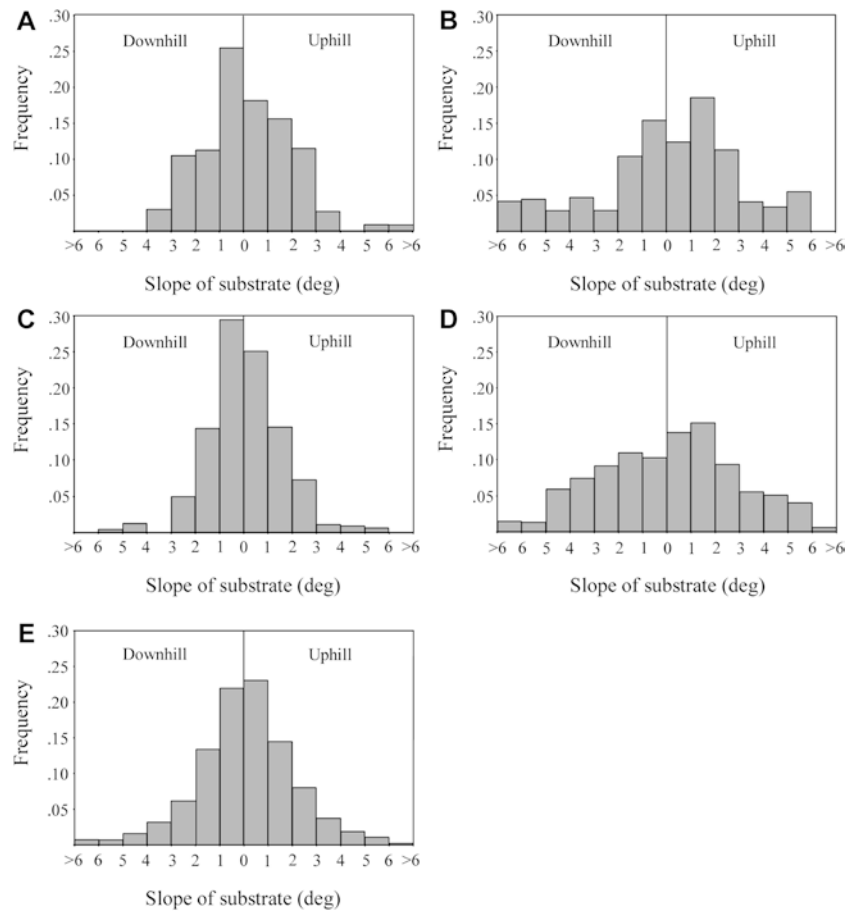 A
Downhill Uphill
Frequency
.30
.25
.20
.15
.10
.05
>6 6 5 4 3 2 1 0 1 2 3 4 5 6 >6
Slope of substrate (deg)
B
Downhill Uphill
Frequency
.30
.25
.20
.15
.10
.05
>6 6 5 4 3 2 1 0 1 2 3 4 5 6 >6
Slope of substrate (deg)
C
Downhill Uphill
Frequency
.30
.25
.20
.15
.10
.05
>6 6 5 4 3 2 1 0 1 2 3 4 5 6 >6
Slope of substrate (deg)
D
Downhill Uphill
Frequency
.30
.25
.20
.15
.10
.05
>6 6 5 4 3 2 1 0 1 2 3 4 5 6 >6
Slope of substrate (deg)
E
Downhill Uphill
Frequency
.30
.25
.20
.15
.10
.05
>6 6 5 4 3 2 1 0 1 2 3 4 5 6 >6
Slope of substrate (deg)